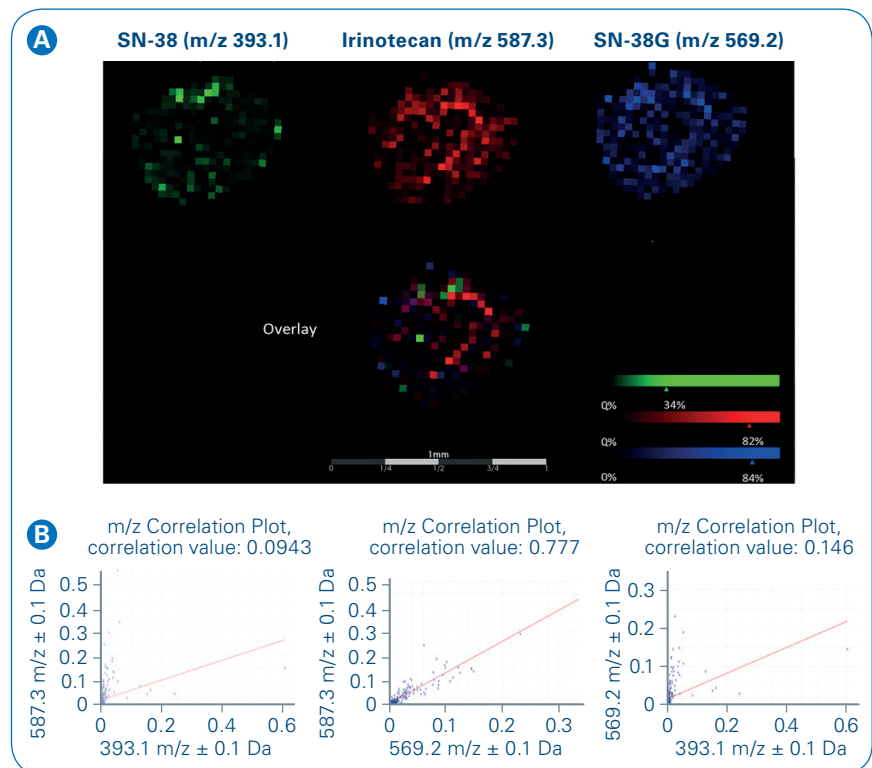 A
SN-38 (m/z 393.1)
Irinotecan (m/z 587.3)
SN-38G (m/z 569.2)
Overlay
0%
34%
0%
82%
0%
84%
1mm
0
1/4
1/2
3/4
1
B
m/z Correlation Plot,
correlation value: 0.0943
587.3 m/z ± 0.1 Da
0.5
0.4
0.3
0.2
0.1
0
0
0.2
0.4
0.6
393.1 m/z ± 0.1 Da
m/z Correlation Plot,
correlation value: 0.777
587.3 m/z ± 0.1 Da
0.5
0.4
0.3
0.2
0.1
0
0
0.1
0.2
0.3
569.2 m/z ± 0.1 Da
m/z Correlation Plot,
correlation value: 0.146
569.2 m/z ± 0.1 Da
0.3
0.2
0.1
0
0
0.2
0.4
0.6
393.1 m/z ± 0.1 Da